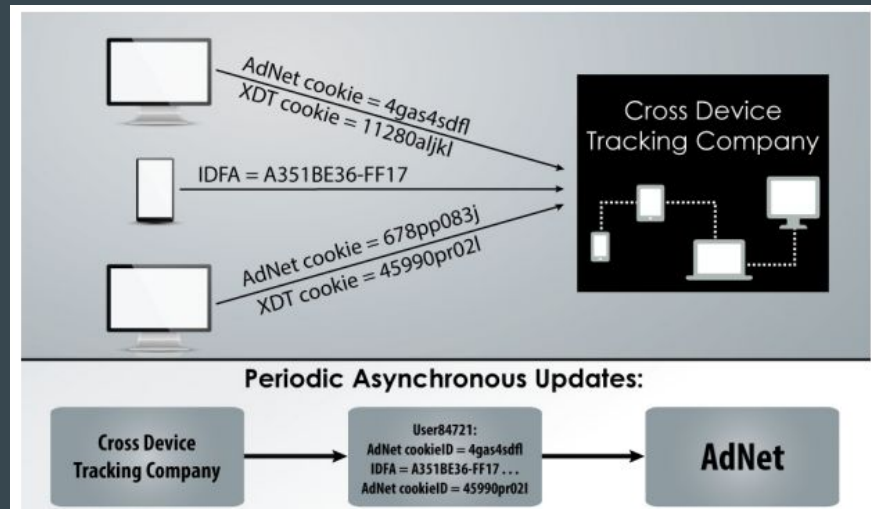 AdNet cookie = 4gas4sdfl
XDT cookie = 11280aljkl
IDFA = A351BE36-FF17
AdNet cookie = 678pp083j
XDT cookie = 45990pr02l
Cross Device
Tracking Company
Periodic Asynchronous Updates:
Cross Device
Tracking Company
User84721:
AdNet cookieID = 4gas4sdfl
IDFA = A351BE36-FF17 . . .
AdNet cookieID = 45990pr02l
AdNet